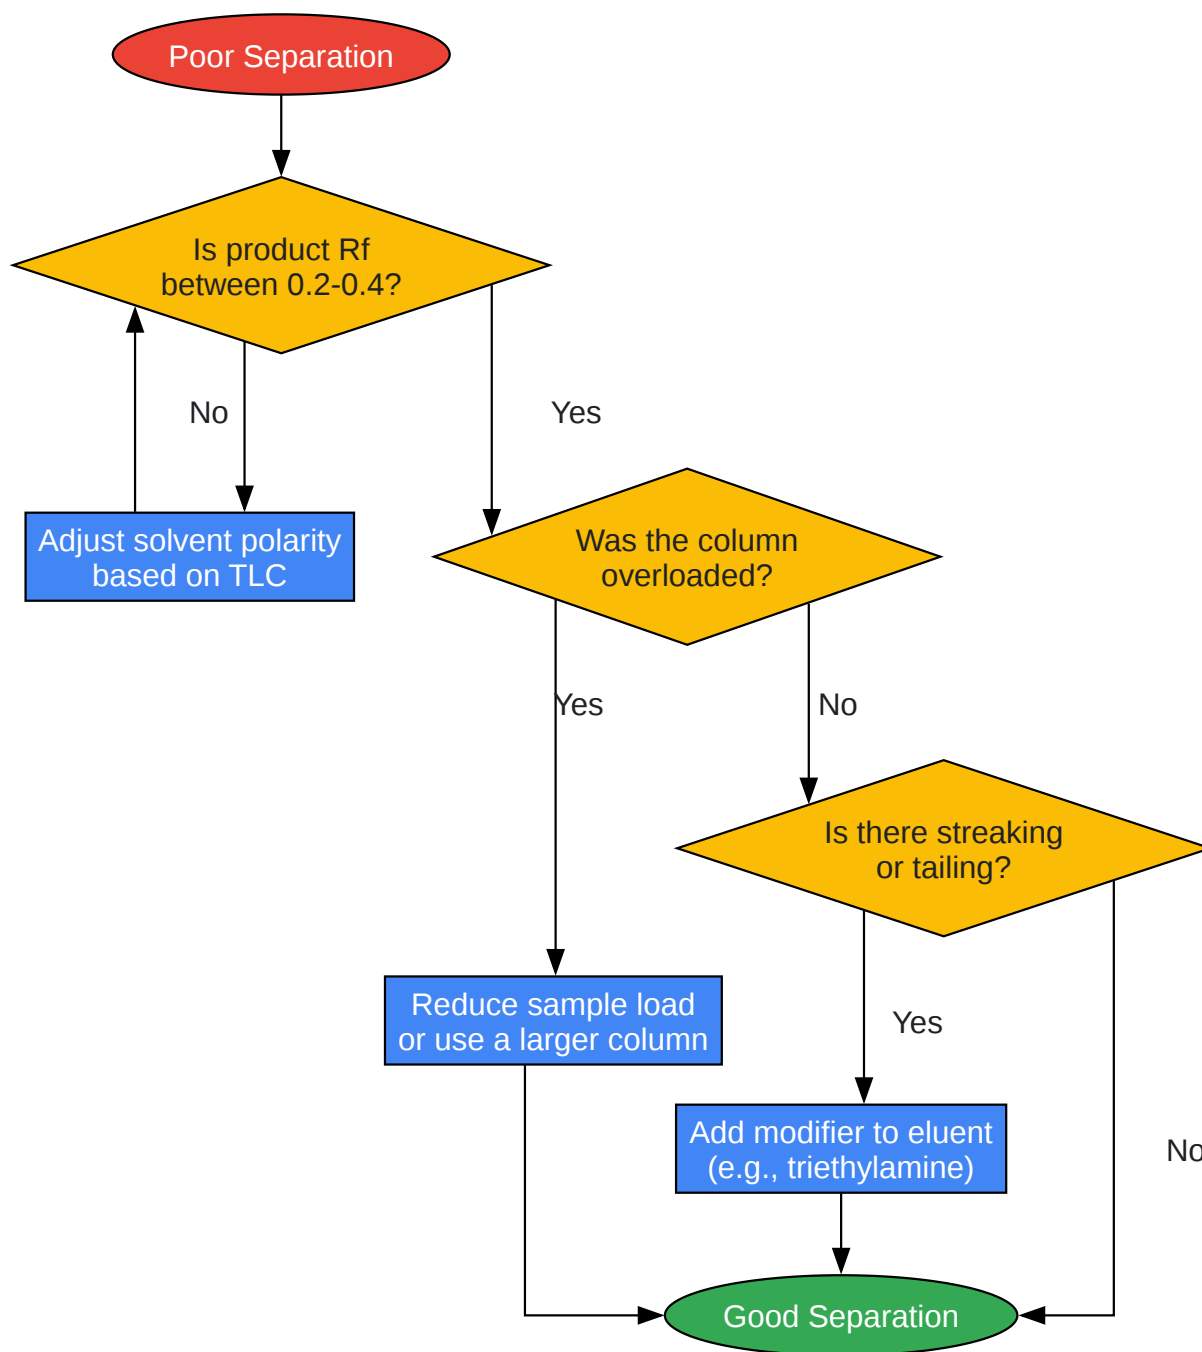 Poor Separation
Is product Rf
between 0.2-0.4?
No
Yes
Adjust solvent polarity
based on TLC
Was the column
overloaded?
Yes
No
Is there streaking
or tailing?
Reduce sample load
or use a larger column
Yes
Add modifier to eluent
(e.g., triethylamine)
No
Good Separation